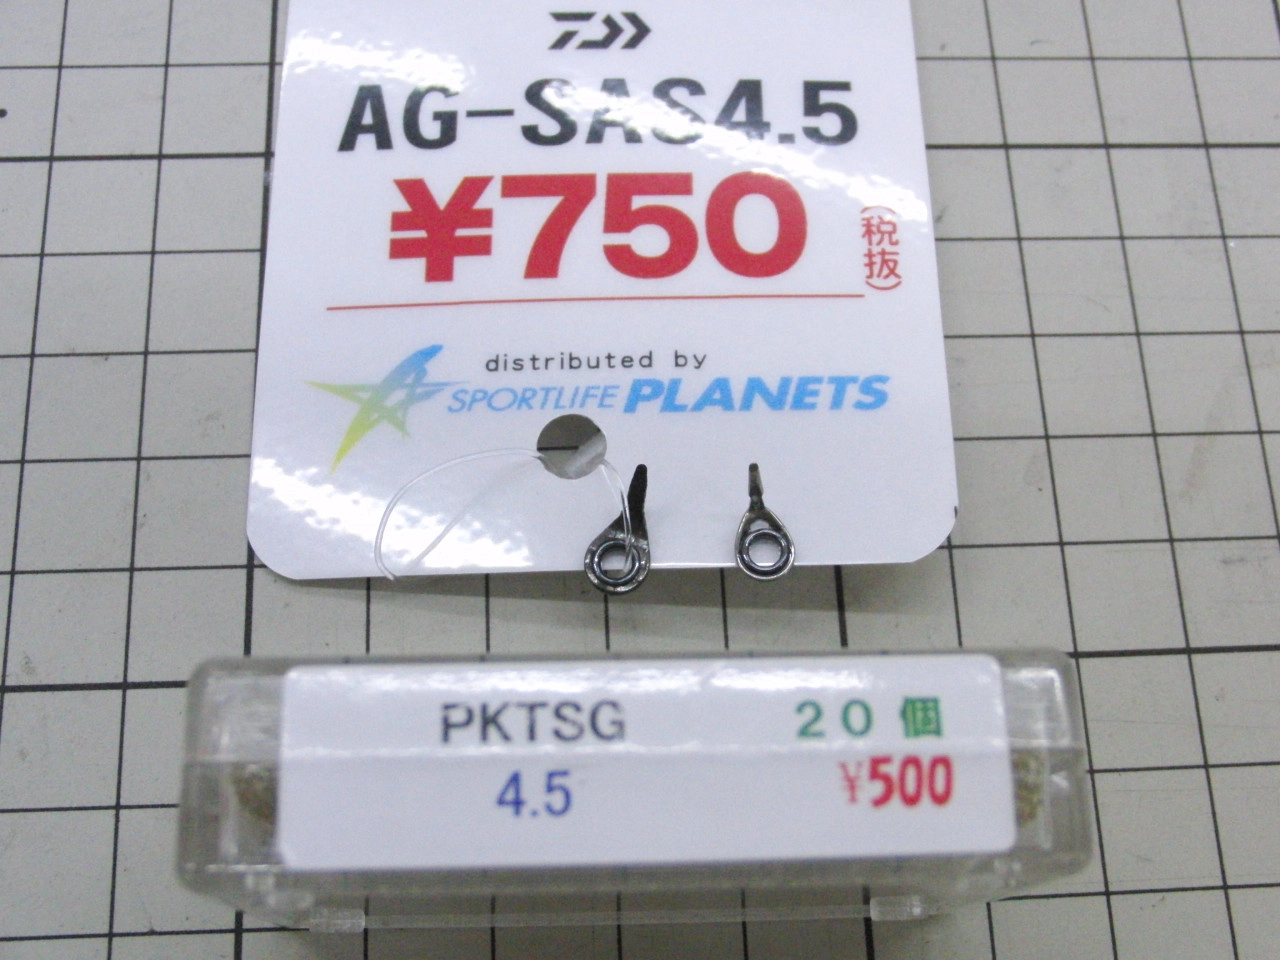 AG-SAS4.5
¥750
(税抜)
distributed by
SPORTLIFE PLANETS
PKTSG 20個
4.5 ¥500